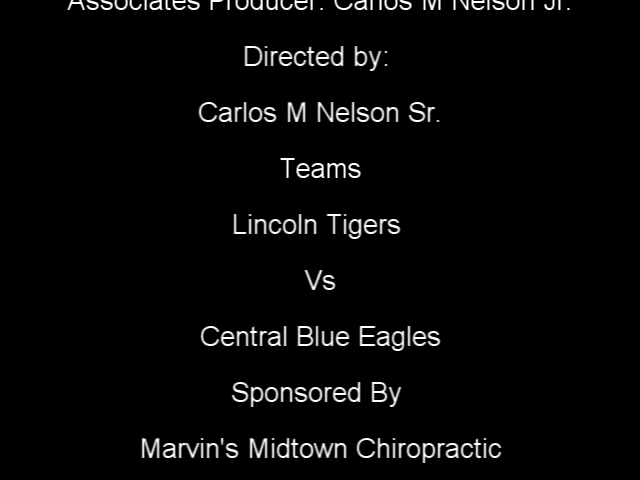 Associates Producer: Carlos M Nelson Jr.
Directed by:
Carlos M Nelson Sr.
Teams
Lincoln Tigers
Vs
Central Blue Eagles
Sponsored By
Marvin's Midtown Chiropractic